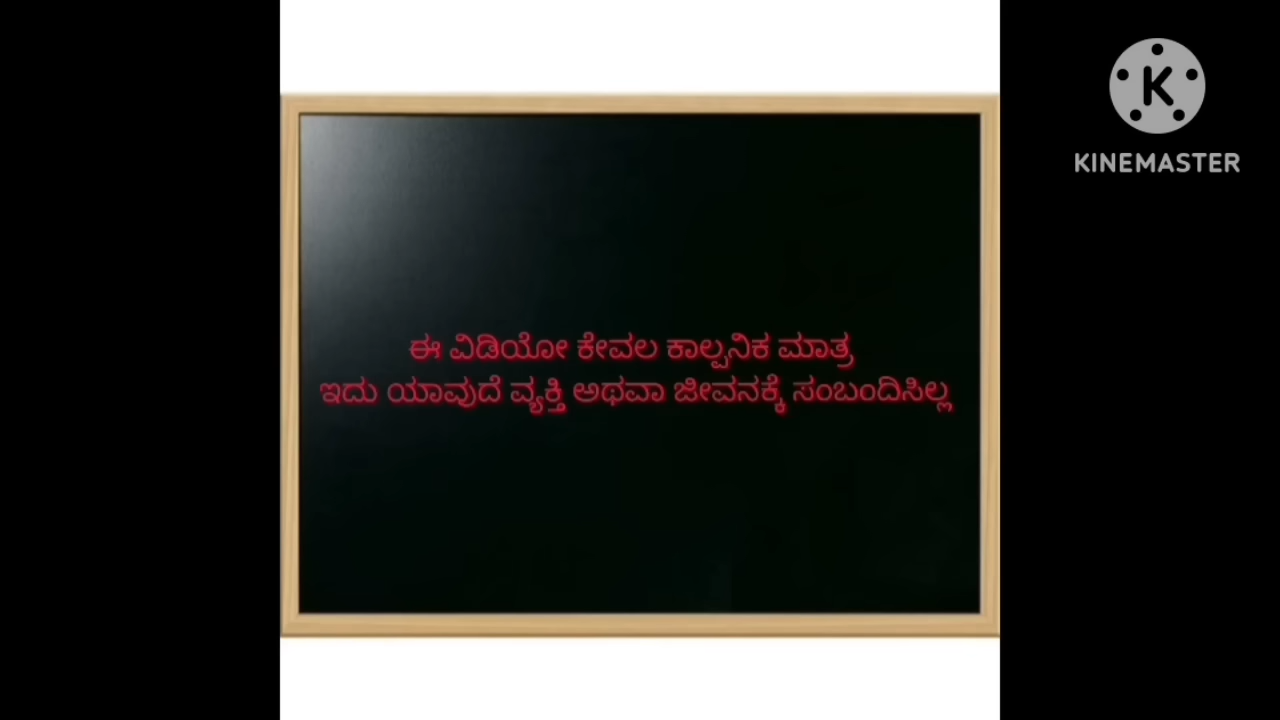 KINEMASTER
ಈ ವಿಡಿಯೋ ಕೇವಲ ಕಾಲ್ಪನಿಕ ಮಾತ್ರ
ಇದು ಯಾವುದೆ ವ್ಯಕ್ತಿ ಅಥವಾ ಜೀವನಕ್ಕೆ ಸಂಬಂದಿಸಿಲ್ಲ